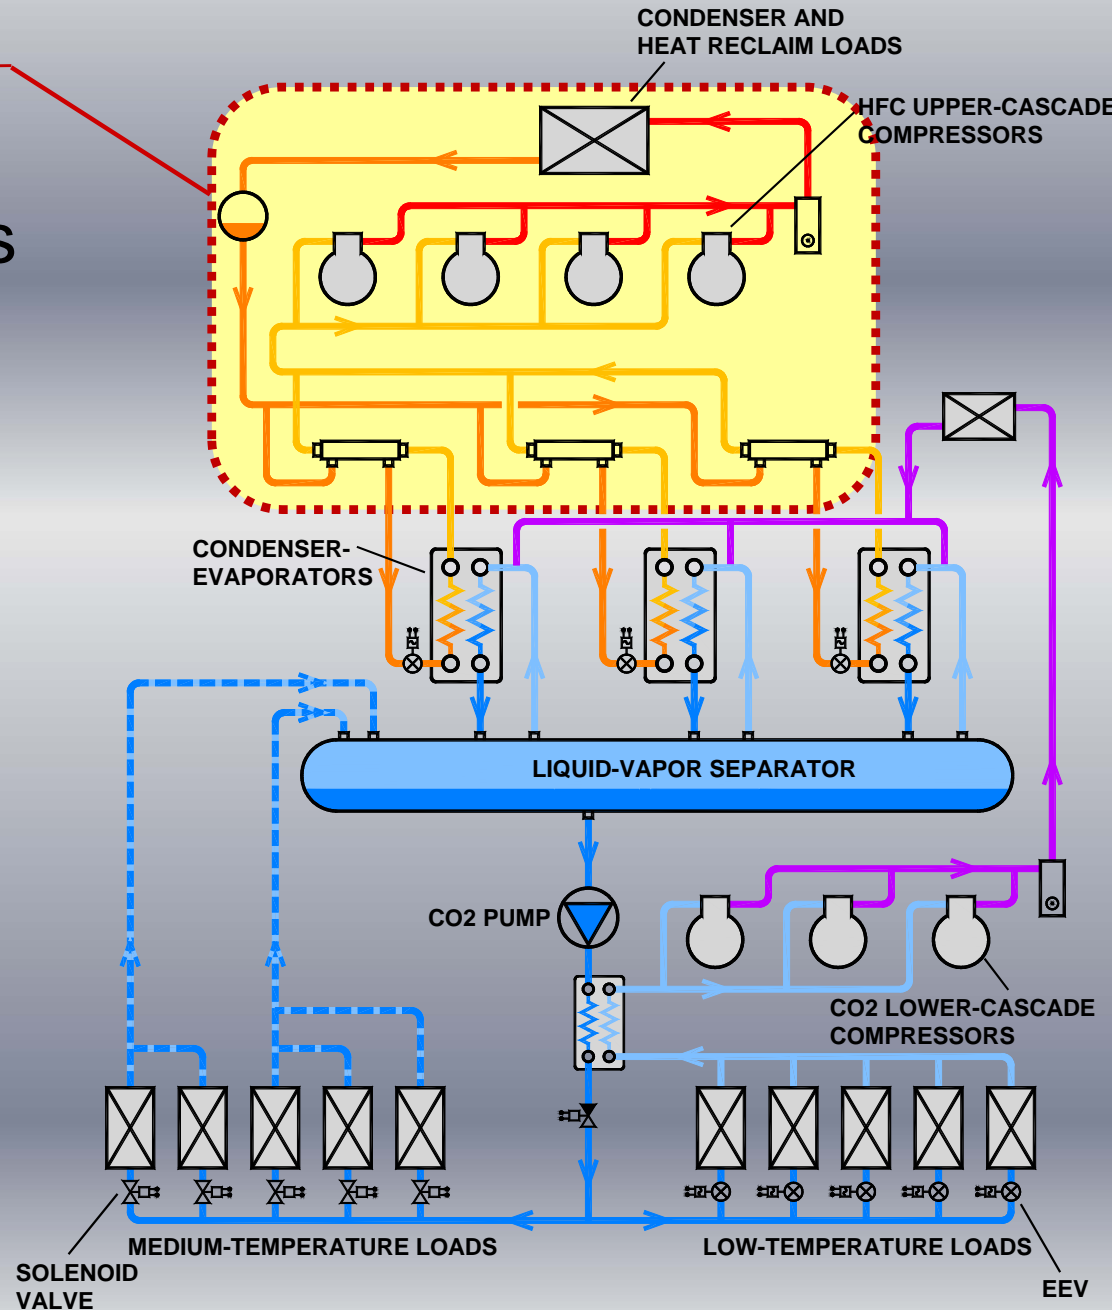 CONDENSER AND
HEAT RECLAIM LOADS
HFC UPPER-CASCADE
COMPRESSORS
S
CONDENSER-
EVAPORATORS
LIQUID-VAPOR SEPARATOR
CO2 PUMP
CO2 LOWER-CASCADE
COMPRESSORS
MEDIUM-TEMPERATURE LOADS
LOW-TEMPERATURE LOADS
SOLENOID
VALVE
EEV